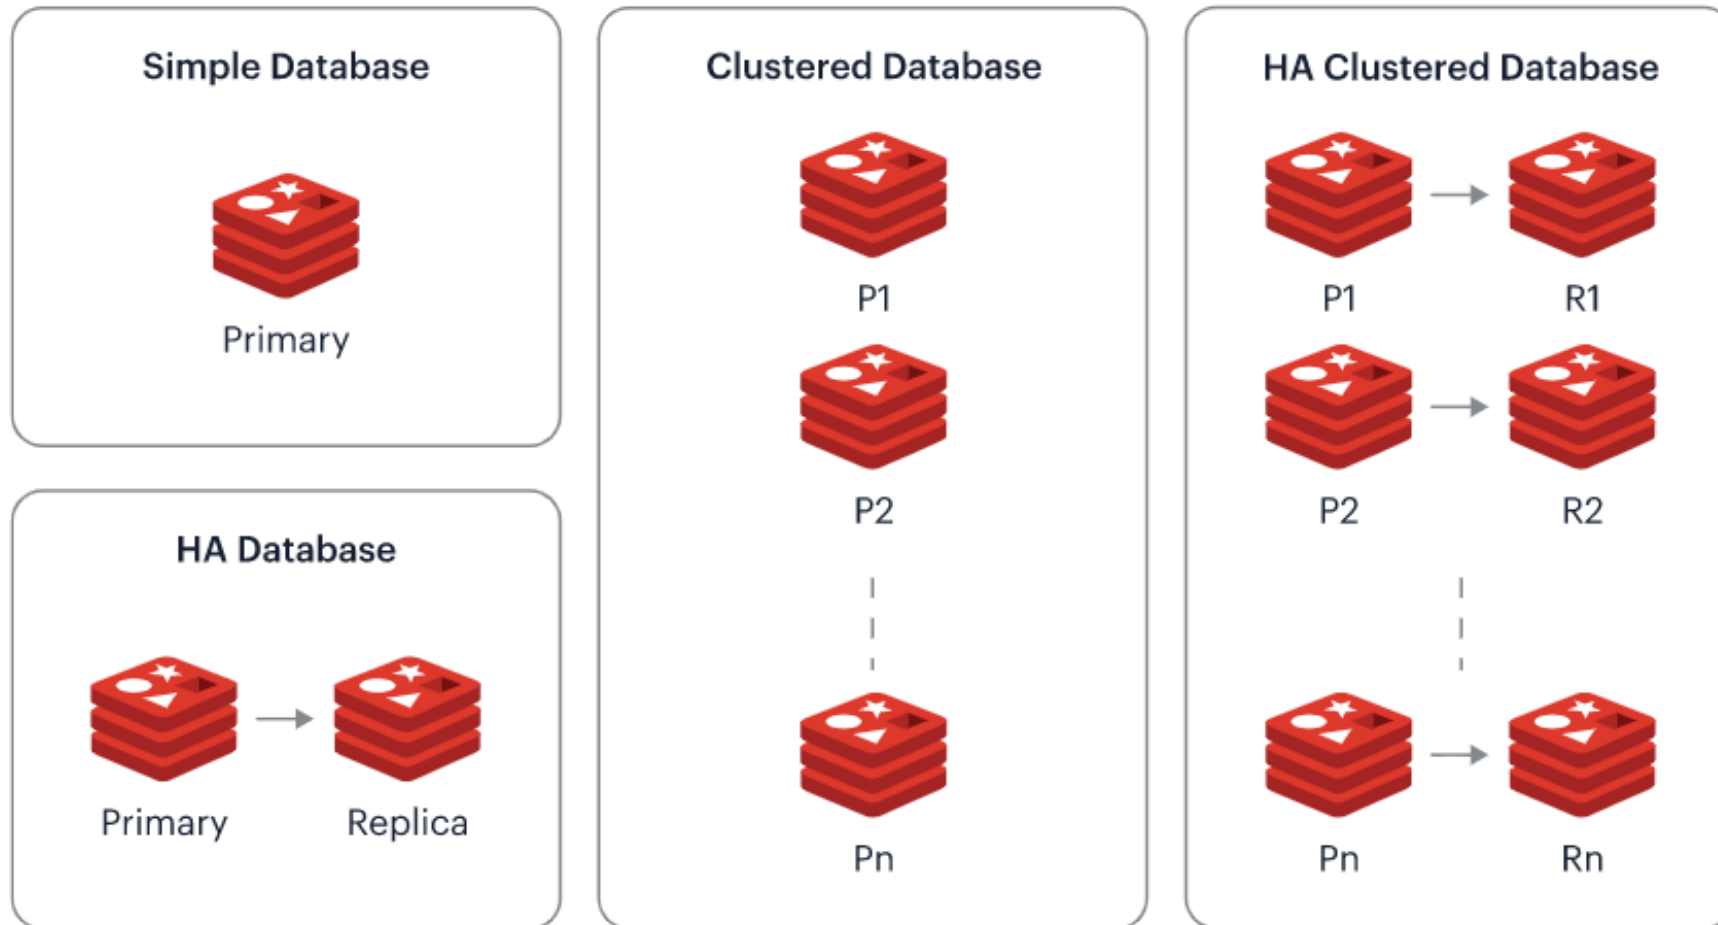 Simple Database
Primary
HA Database
Primary
Replica
Clustered Database
P1
P2
Pn
HA Clustered Database
P1
R1
P2
R2
Pn
Rn